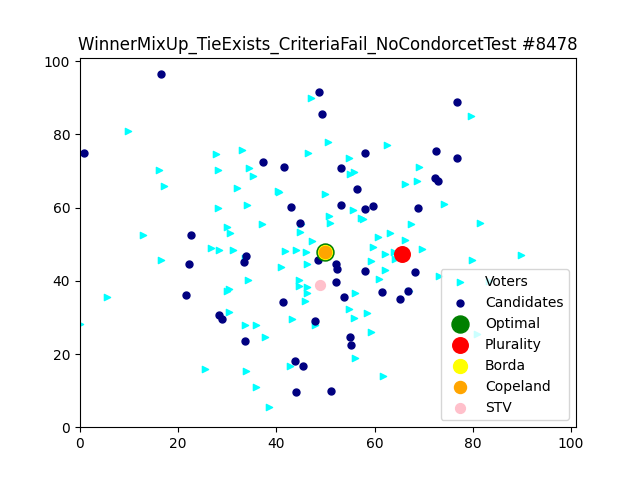 WinnerMixUp_TieExists_CriteriaFail_NoCondorcetTest #8478
100
80
60
40
20
0
0
20
40
60
80
100
Voters
Candidates
Optimal
Plurality
Borda
Copeland
STV